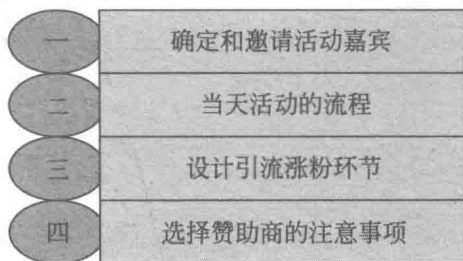 一 确定和邀请活动嘉宾
二 当天活动的流程
三 设计引流涨粉环节
四 选择赞助商的注意事项